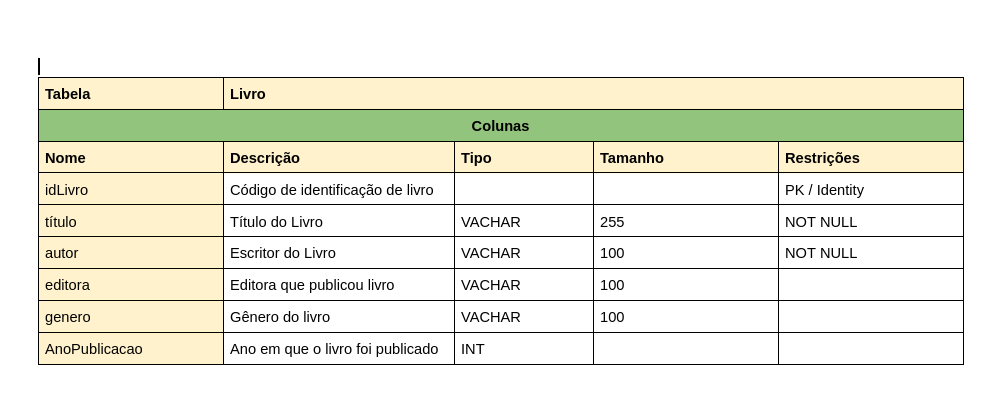 Tabela Livro
Colunas
Nome Descrição Tipo Tamanho Restrições
idLivro Código de identificação de livro PK / Identity
título Título do Livro VACHAR 255 NOT NULL
autor Escritor do Livro VACHAR 100 NOT NULL
editora Editora que publicou livro VACHAR 100
genero Gênero do livro VACHAR 100
AnoPublicacao Ano em que o livro foi publicado INT